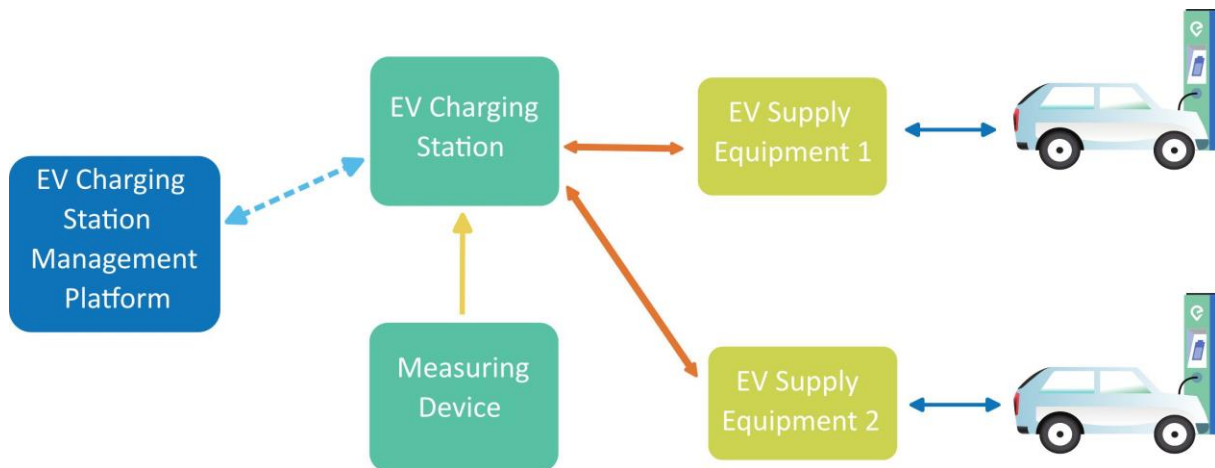 EV Charging
Station
Management
Platform
EV Charging
Station
Measuring
Device
EV Supply
Equipment 1
EV Supply
Equipment 2